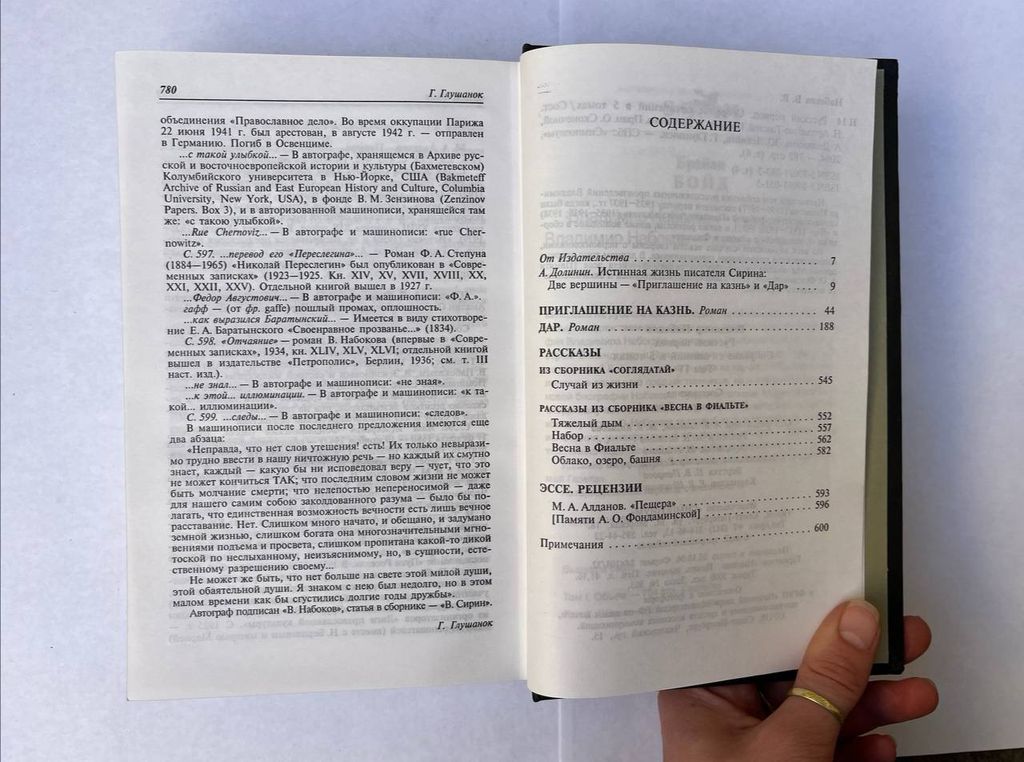 780
Г. Глушанок
объединения «Православное дело». Во время оккупации Парижа
22 июня 1941 г. был арестован, в августе 1942 — отправлен
в Германию. Погиб в Освенциме.
...с такой улыбкой... — В автографе, хранящемся в Архиве рус-
ской и восточноевропейской истории и культуры (Бахметевском)
Колумбийского университета в Нью-Йорке, США (Bakmeteff
Archive of Russian and East European History and Culture, Columbia
University, New York, USA), в фонде В. М. Зензинова (Zenzinov
Papers. Box 3), и в авторизованной машинописи, хранящейся там
же: «с такою улыбкой».
...Rue Chernoviz... — В автографе и машинописи: «rue Cher-
nowitz».
С. 597. ...перевод его «Переслегина»... — Роман Ф. А. Степуна
(1884—1965) «Николай Переслегин» был опубликован в «Совре-
менных записках» (1923—1925. Кн. XIV, XV, XVII, XVIII, XX,
XXI, XXII, XXV). Отдельной книгой вышел в 1927 г.
...Федор Августович... — В автографе и машинописи: «Ф. А.».
гафф — (от фр. gaffe) пошлый промах, оплошность.
...как выразился Баратынский... — Имеется в виду стихотворе-
ние Е. А. Баратынского «Своенравное прозванье...» (1834).
С. 598. «Отчаяние» — роман В. Набокова (впервые в «Совре-
менных записках», 1934, кн. XLIV, XLV, XLVI; отдельной книгой
вышел в издательстве «Петрополис», Берлин, 1936; см. т. III
наст. изд.).
...не знал... — В автографе и машинописи: «не зная».
...к этой... иллюминации. — В автографе и машинописи: «к та-
кой... иллюминации».
С. 599. ...следы... — В автографе и машинописи: «следов».
В машинописи после последнего предложения имеются еще
два абзаца:
«Неправда, что нет слов утешения! есть! Их только невырази-
мо трудно ввести в нашу ничтожную речь — но каждый их смутно
знает, каждый — какую бы ни исповедовал веру — чует, что это
не может кончиться ТАК; что последним словом жизни не может
быть молчание смерти; что нелепостью непереносимой — даже
для нашего самим собою заколдованного разума — было бы по-
лагать, что единственная возможность вечности есть лишь вечное
расставание. Нет. Слишком много начато, и обещано, и задумано
земной жизнью, слишком богата она многозначительными мгно-
вениями подъема и просвета, слишком пропитана какой-то дикой
тоской по неслыханному, неизъяснимому, но, в сущности, есте-
ственному разрешению своему...
Не может же быть, что нет больше на свете этой милой души,
этой обаятельной души. Я знаком с нею был недолго, но в этом
малом времени как бы сгустились долгие годы дружбы».
Автограф подписан «В. Набоков», статья в сборнике — «В. Сирин».
Г. Глушанок
СОДЕРЖАНИЕ
От Издательства . . . . . . . . . . . . . . . . . . . . . . . . 7
А. Долинин. Истинная жизнь писателя Сирина:
Две вершины — «Приглашение на казнь» и «Дар» . . . . 9
ПРИГЛАШЕНИЕ НА КАЗНЬ. Роман . . . . . . . . . . . . . . 44
ДАР. Роман . . . . . . . . . . . . . . . . . . . . . . . . . . 188
РАССКАЗЫ
ИЗ СБОРНИКА «СОГЛЯДАТАЙ»
Случай из жизни . . . . . . . . . . . . . . . . . . . . . . 545
РАССКАЗЫ ИЗ СБОРНИКА «ВЕСНА В ФИАЛЬТЕ»
Тяжелый дым . . . . . . . . . . . . . . . . . . . . . . . . 552
Набор . . . . . . . . . . . . . . . . . . . . . . . . . . . 557
Весна в Фиальте . . . . . . . . . . . . . . . . . . . . . . 562
Облако, озеро, башня . . . . . . . . . . . . . . . . . . . 582
ЭССЕ. РЕЦЕНЗИИ
М. А. Алданов. «Пещера» . . . . . . . . . . . . . . . . . 593
[Памяти А. О. Фондаминской] . . . . . . . . . . . . . . . 596
Примечания . . . . . . . . . . . . . . . . . . . . . . . . . 600